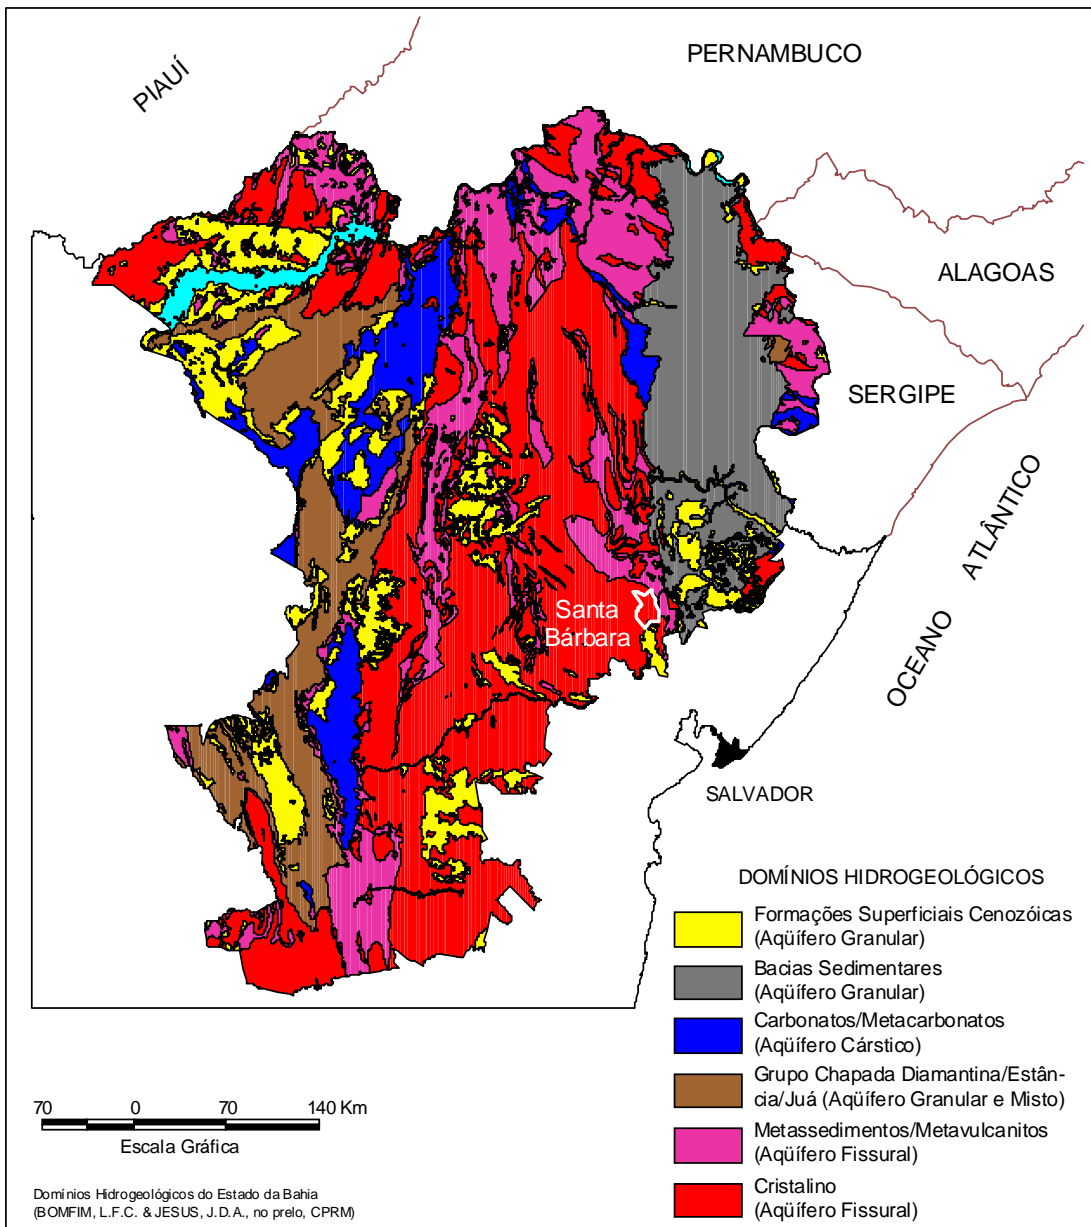 PIAUÍ
PERNAMBUCO
ALAGOAS
SERGIPE
OCEANO ATLÂNTICO
Santa
Bárbara
SALVADOR
DOMÍNIOS HIDROGEOLÓGICOS
Formações Superficiais Cenozóicas
(Aqüífero Granular)
Bacias Sedimentares
(Aqüífero Granular)
Carbonatos/Metacarbonatos
(Aqüífero Cárstico)
Grupo Chapada Diamantina/Estân-
cia/Juá (Aqüífero Granular e Misto)
Metassedimentos/Metavulcanitos
(Aqüífero Fissural)
Cristalino
(Aqüífero Fissural)
70 0 70 140 Km
Escala Gráfica
Domínios Hidrogeológicos do Estado da Bahia
(BOMFIM, L.F.C. & JESUS, J.D.A., no prelo, CPRM)